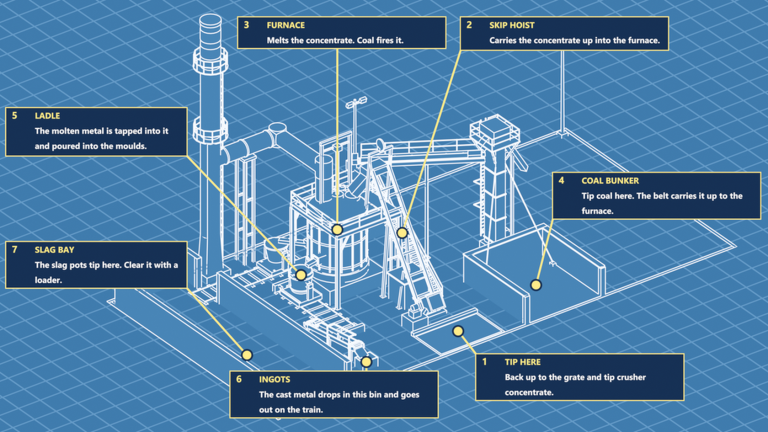 3 FURNACE
Melts the concentrate. Coal fires it.
2 SKIP HOIST
Carries the concentrate up into the furnace.
5 LADLE
The molten metal is tapped into it
and poured into the moulds.
4 COAL BUNKER
Tip coal here. The belt carries it up to the
furnace.
7 SLAG BAY
The slag pots tip here. Clear it with a
loader.
1 TIP HERE
Back up to the grate and tip crusher
concentrate.
6 INGOTS
The cast metal drops in this bin and goes
out on the train.